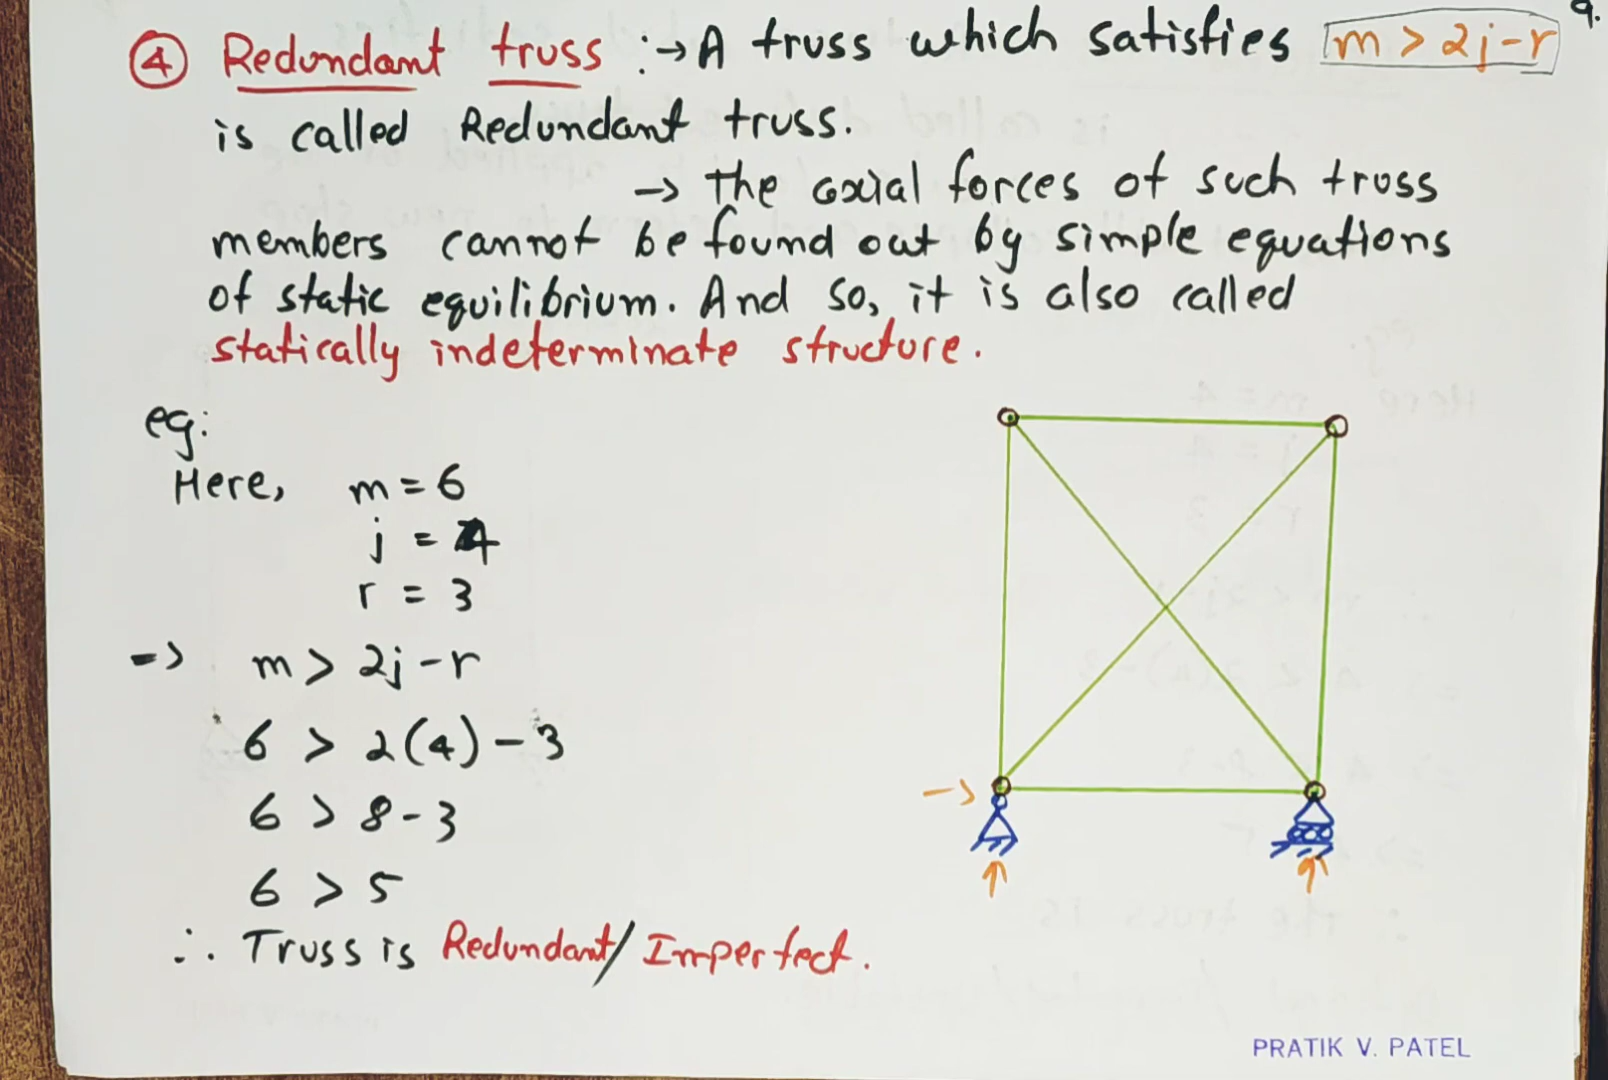 ④ Redundant truss :→ A truss which satisfies m > 2j-r
is called Redundant truss.
→ The axial forces of such truss
members cannot be found out by simple equations
of static equilibrium. And so, it is also called
statically indeterminate structure.
eg:
Here, m = 6
j = 4
r = 3
=> m > 2j - r
6 > 2(4) - 3
6 > 8 - 3
6 > 5
∴ Truss is Redundant/Imperfect.
PRATIK V. PATEL